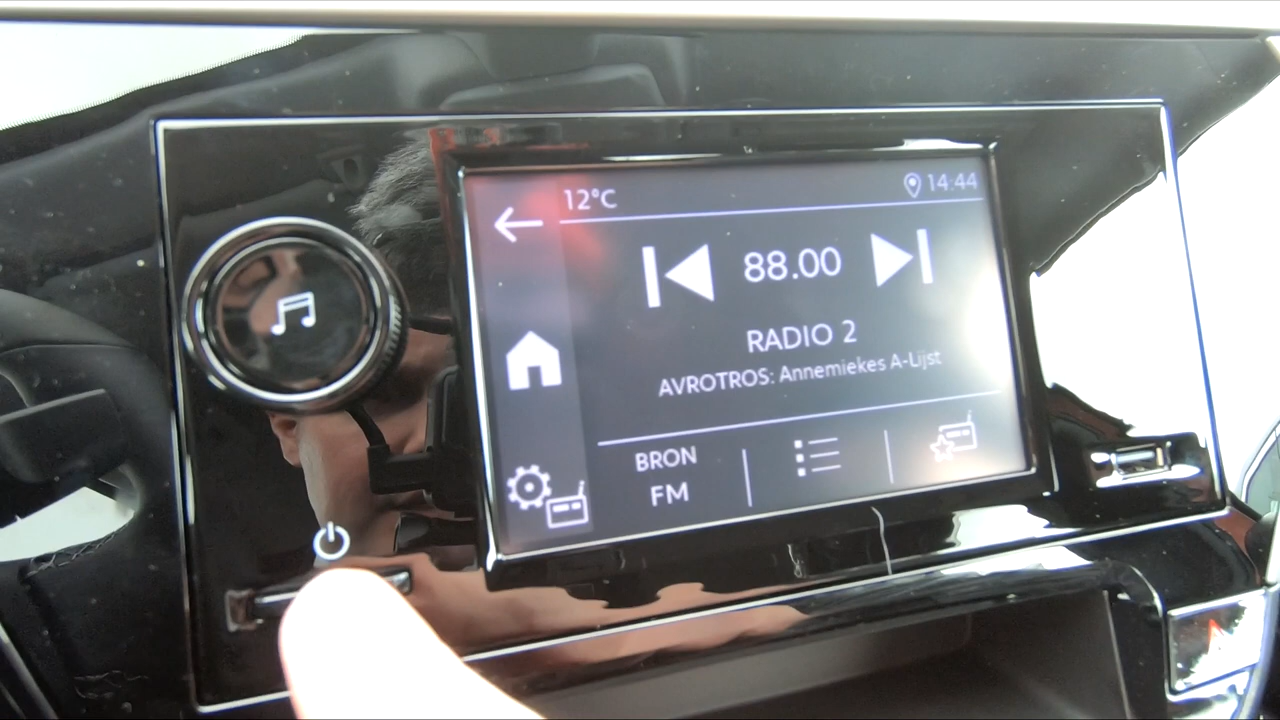 12°C
14:44
88.00
RADIO 2
AVROTROS: Annemiekes A-Lijst
BRON
FM